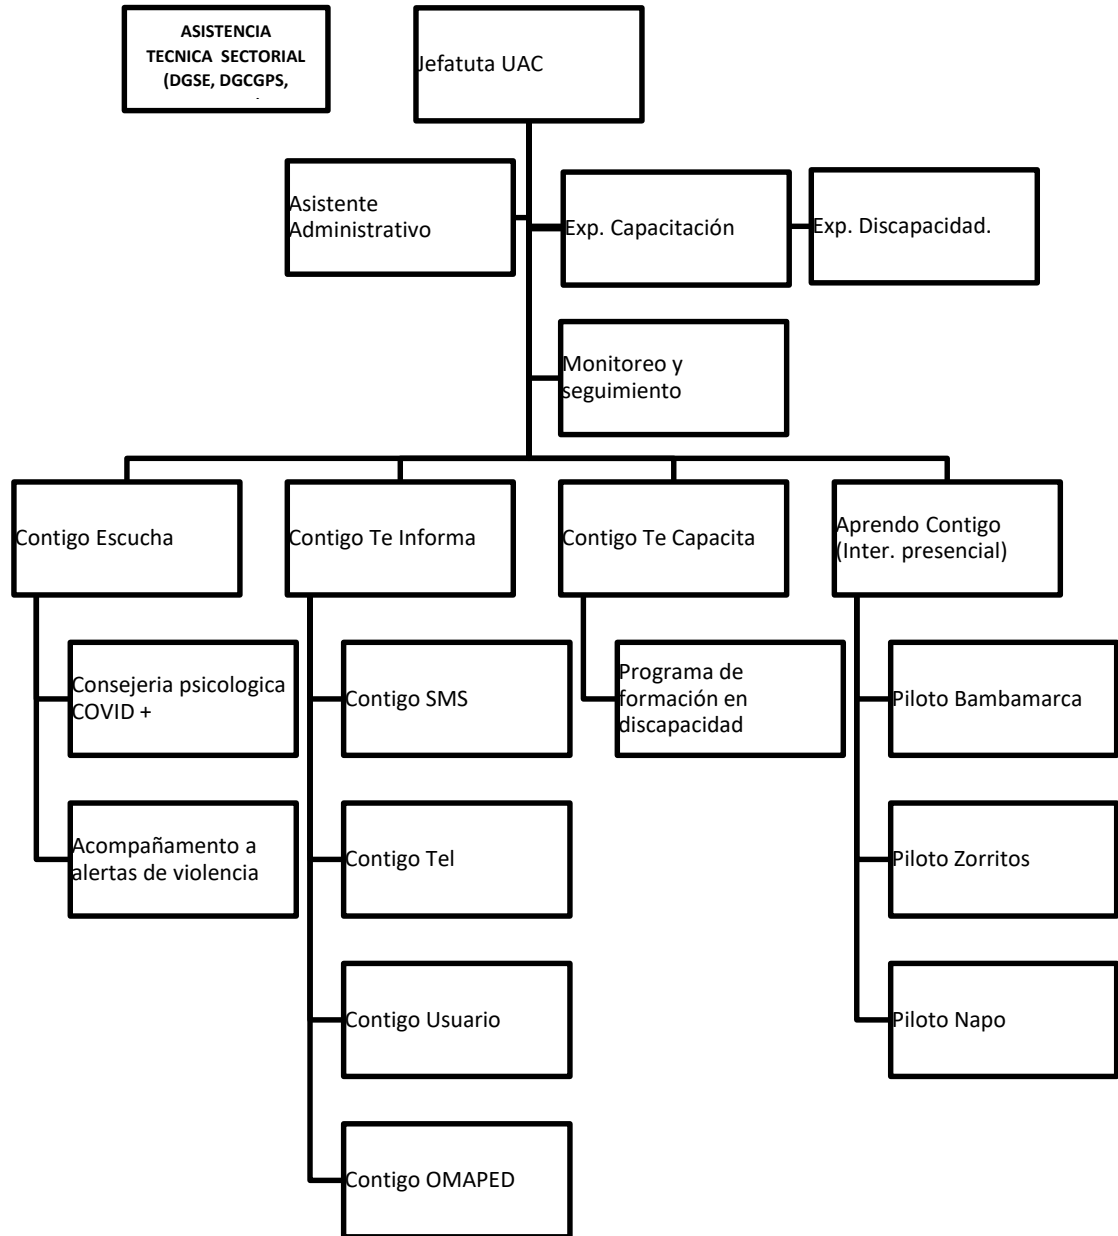 ASISTENCIA
TECNICA SECTORIAL
(DGSE, DGCGPS,
Jefatuta UAC
Asistente
Administrativo
Exp. Capacitación
Exp. Discapacidad.
Monitoreo y
seguimiento
Contigo Escucha
Contigo Te Informa
Contigo Te Capacita
Aprendo Contigo
(Inter. presencial)
Consejeria psicologica
COVID +
Contigo SMS
Programa de
formación en
discapacidad
Piloto Bambamarca
Acompañamento a
alertas de violencia
Contigo Tel
Piloto Zorritos
Contigo Usuario
Piloto Napo
Contigo OMAPED